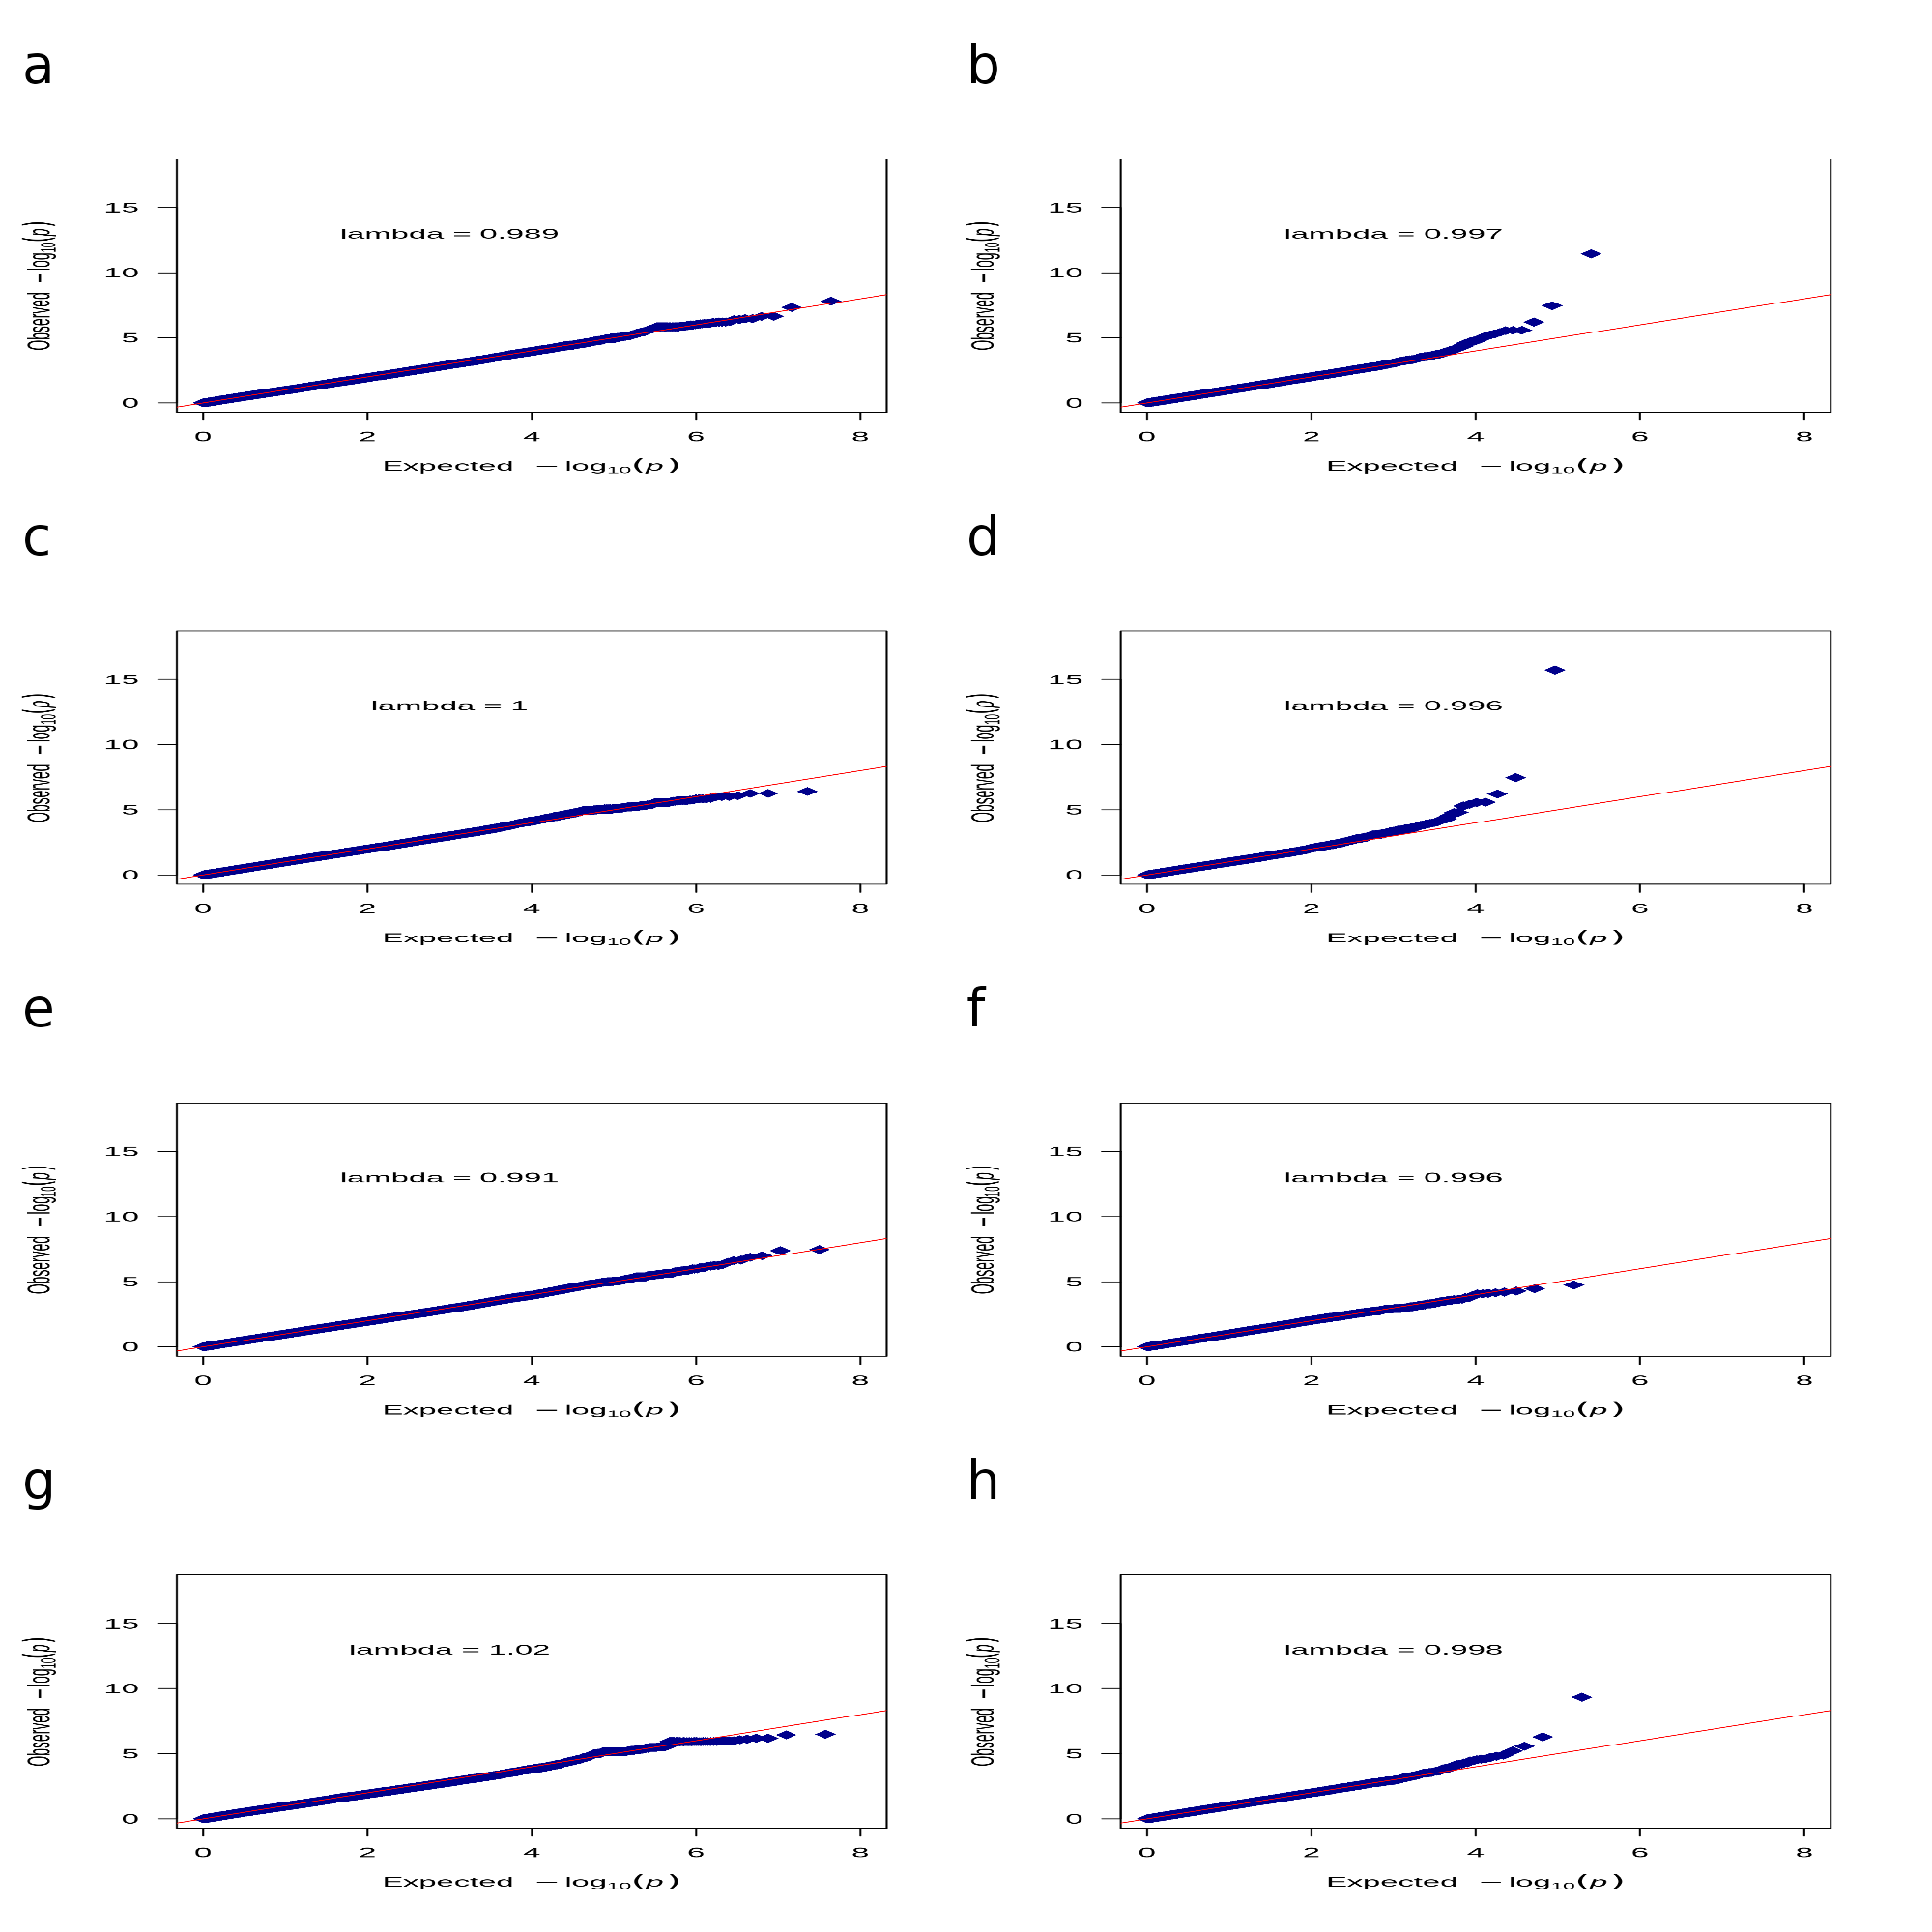 a
15
10
5
0
lambda = 0.989
Observed −log10(p)
0 2 4 6 8
Expected −log10(p)
b
15
10
5
0
lambda = 0.997
Observed −log10(p)
0 2 4 6 8
Expected −log10(p)
c
15
10
5
0
lambda = 1
Observed −log10(p)
0 2 4 6 8
Expected −log10(p)
d
15
10
5
0
lambda = 0.996
Observed −log10(p)
0 2 4 6 8
Expected −log10(p)
e
15
10
5
0
lambda = 0.991
Observed −log10(p)
0 2 4 6 8
Expected −log10(p)
f
15
10
5
0
lambda = 0.996
Observed −log10(p)
0 2 4 6 8
Expected −log10(p)
g
15
10
5
0
lambda = 1.02
Observed −log10(p)
0 2 4 6 8
Expected −log10(p)
h
15
10
5
0
lambda = 0.998
Observed −log10(p)
0 2 4 6 8
Expected −log10(p)